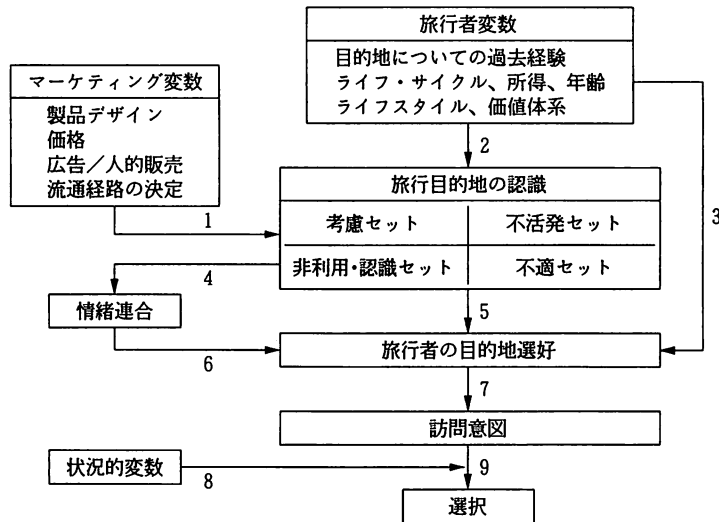 旅行者変数
目的地についての過去経験
ライフ・サイクル、所得、年齢
ライフスタイル、価値体系
マーケティング変数
製品デザイン
価格
広告／人的販売
流通経路の決定
2
旅行目的地の認識
考慮セット
不活発セット
1
3
非利用・認識セット
不適セット
4
情緒連合
5
旅行者の目的地選好
6
7
訪問意図
状況的変数
8
9
選択